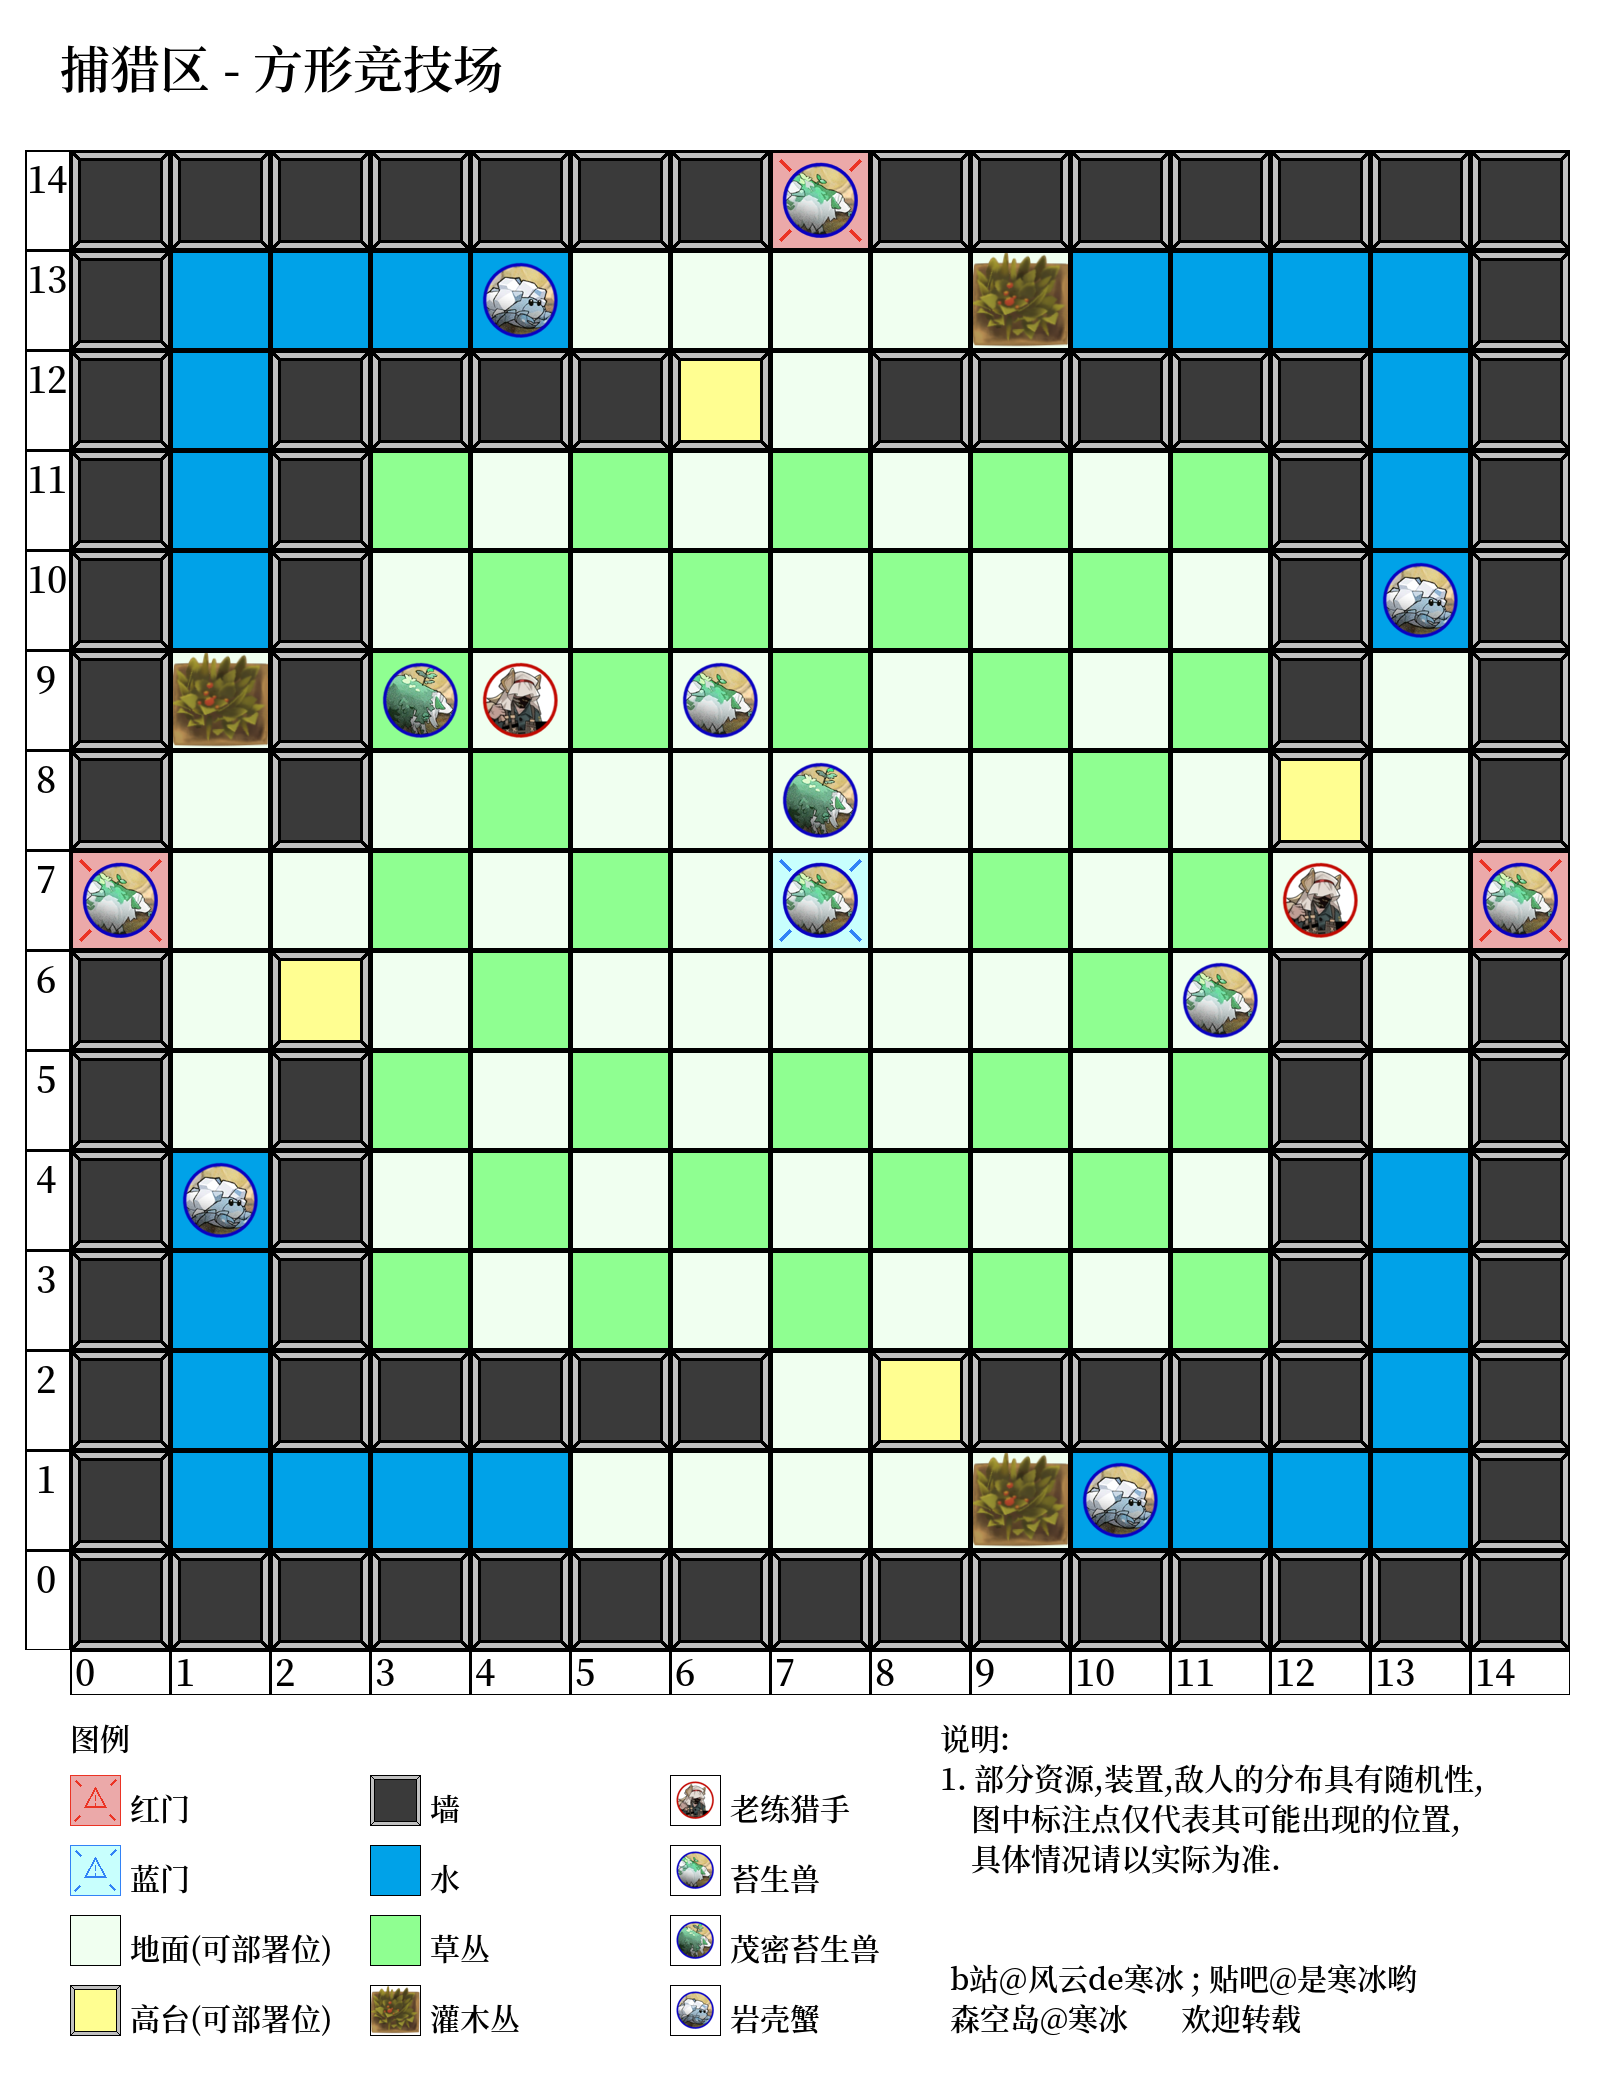 捕猎区 - 方形竞技场
14
13
12
11
10
9
8
7
6
5
4
3
2
1
0
0 1 2 3 4 5 6 7 8 9 10 11 12 13 14
图例
红门
墙
老练猎手
蓝门
水
苔生兽
地面(可部署位)
草丛
茂密苔生兽
高台(可部署位)
灌木丛
岩壳蟹
说明:
1. 部分资源,装置,敌人的分布具有随机性,
图中标注点仅代表其可能出现的位置,
具体情况请以实际为准.
b站@风云de寒冰 ; 贴吧@是寒冰哟
森空岛@寒冰 欢迎转载